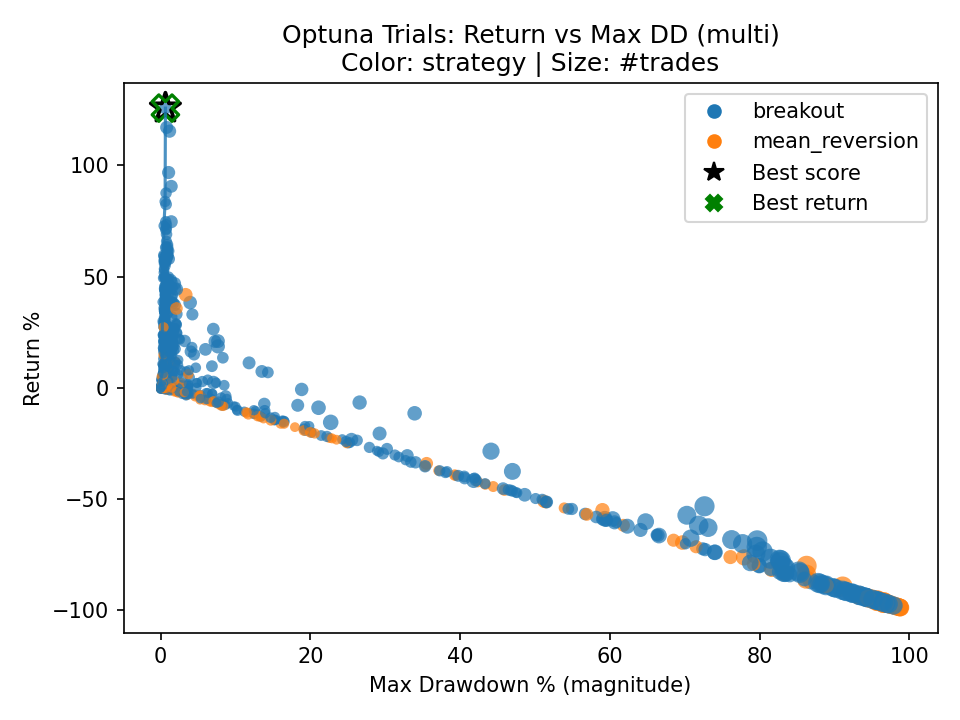 Optuna Trials: Return vs Max DD (multi)
Color: strategy | Size: #trades
breakout
mean_reversion
Best score
Best return
Return %
100
50
0
−50
−100
0
20
40
60
80
100
Max Drawdown % (magnitude)